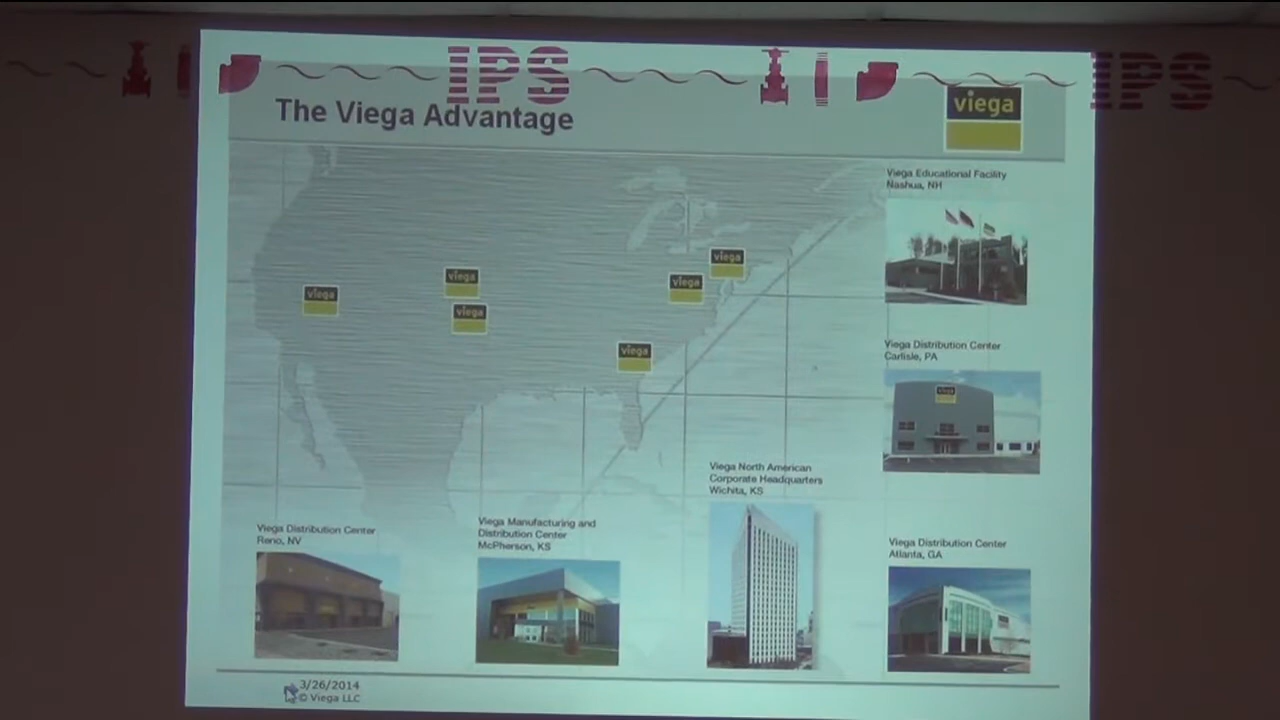 IPS
IPS
The Viega Advantage
viega
Viega Educational Facility
Nashua, NH
viega
viega
viega
viega
viega
viega
Viega Distribution Center
Carlisle, PA
viega
Viega North American
Corporate Headquarters
Wichita, KS
Viega Distribution Center
Reno, NV
Viega Manufacturing and
Distribution Center
McPherson, KS
Viega Distribution Center
Atlanta, GA
3/26/2014
© Viega LLC